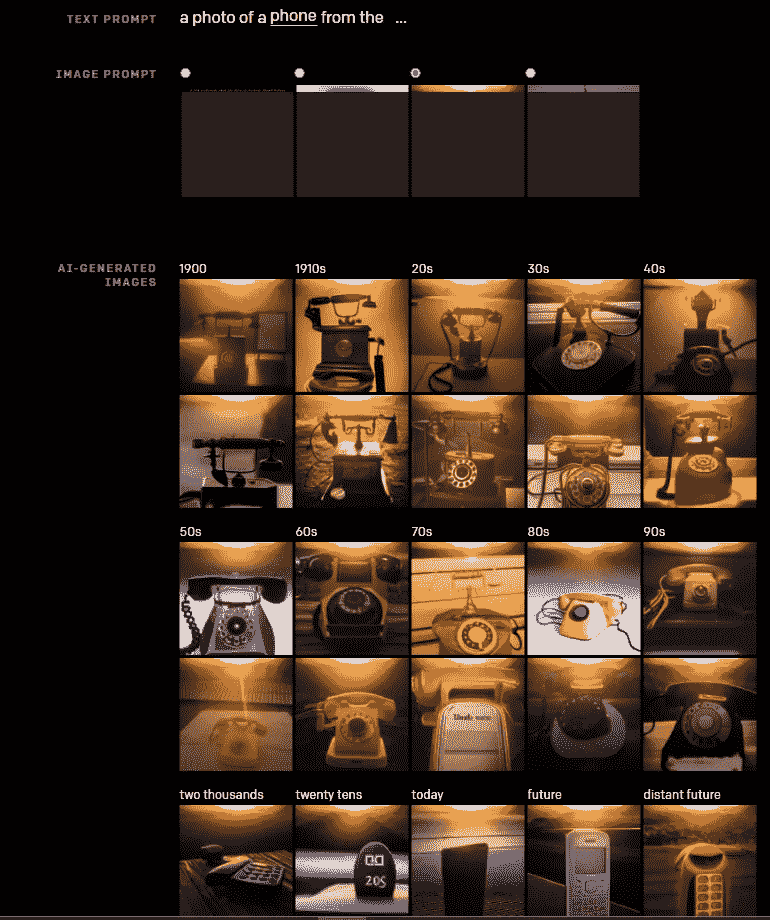 TEXT PROMPT
a photo of a phone from the ...
IMAGE PROMPT
AI-GENERATED
IMAGES
1900 1910s 20s 30s 40s
50s 60s 70s 80s 90s
two thousands twenty tens today future distant future
20S